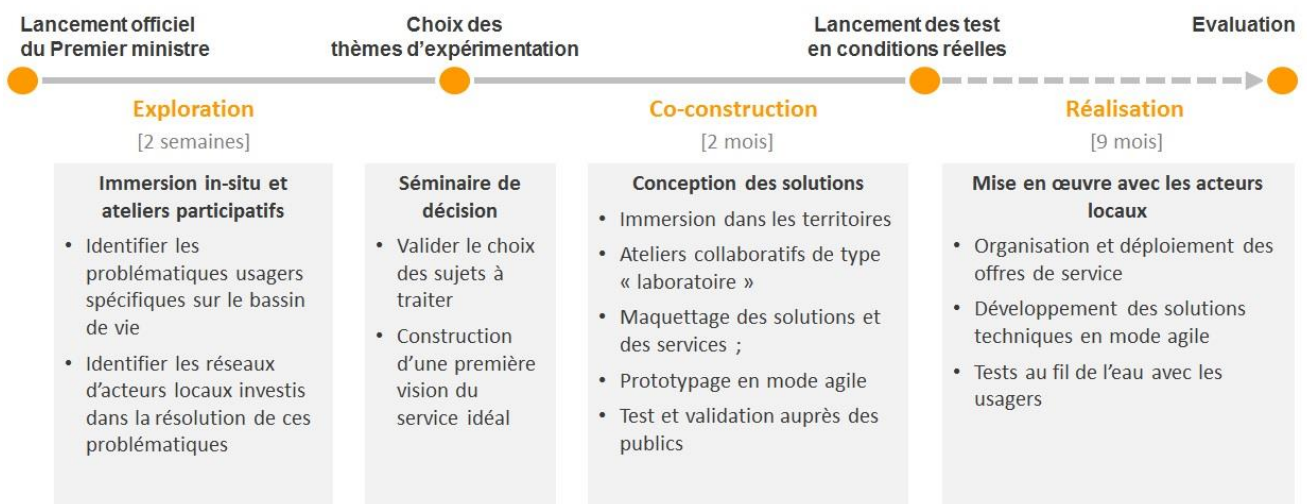 Lancement officiel
du Premier ministre
Choix des
thèmes d'expérimentation
Lancement des test
en conditions réelles
Evaluation
Exploration
[2 semaines]
Co-construction
[2 mois]
Réalisation
[9 mois]
Immersion in-situ et
ateliers participatifs
• Identifier les
problématiques usagers
spécifiques sur le bassin
de vie
• Identifier les réseaux
d'acteurs locaux investis
dans la résolution de ces
problématiques
Séminaire de
décision
• Valider le choix
des sujets à
traiter
• Construction
d'une première
vision du
service idéal
Conception des solutions
• Immersion dans les territoires
• Ateliers collaboratifs de type
« laboratoire »
• Maquettage des solutions et
des services ;
• Prototypage en mode agile
• Test et validation auprès des
publics
Mise en œuvre avec les acteurs
locaux
• Organisation et déploiement des
offres de service
• Développement des solutions
techniques en mode agile
• Tests au fil de l'eau avec les
usagers